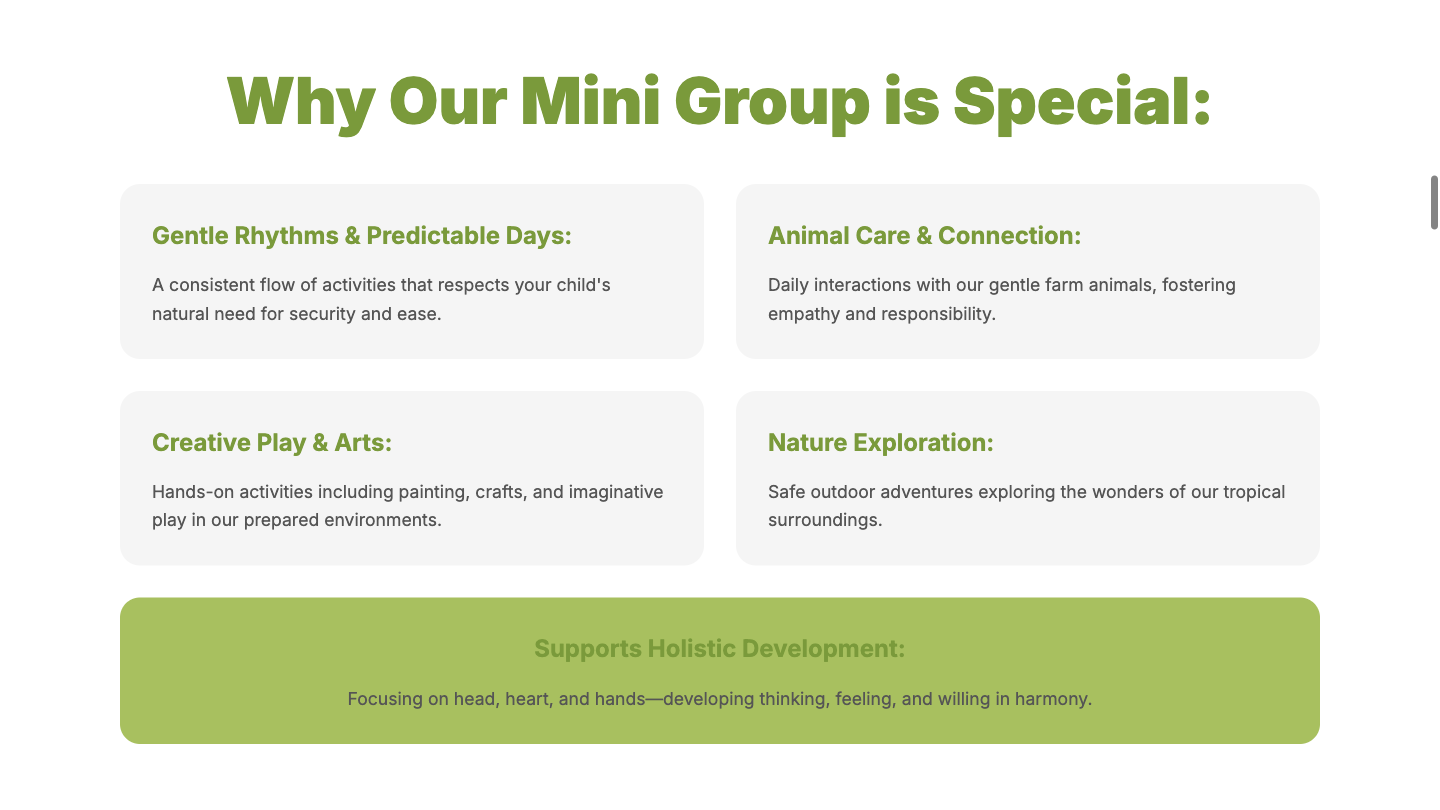 Why Our Mini Group is Special:
Gentle Rhythms & Predictable Days:
A consistent flow of activities that respects your child's
natural need for security and ease.
Animal Care & Connection:
Daily interactions with our gentle farm animals, fostering
empathy and responsibility.
Creative Play & Arts:
Hands-on activities including painting, crafts, and imaginative
play in our prepared environments.
Nature Exploration:
Safe outdoor adventures exploring the wonders of our tropical
surroundings.
Supports Holistic Development:
Focusing on head, heart, and hands—developing thinking, feeling, and willing in harmony.